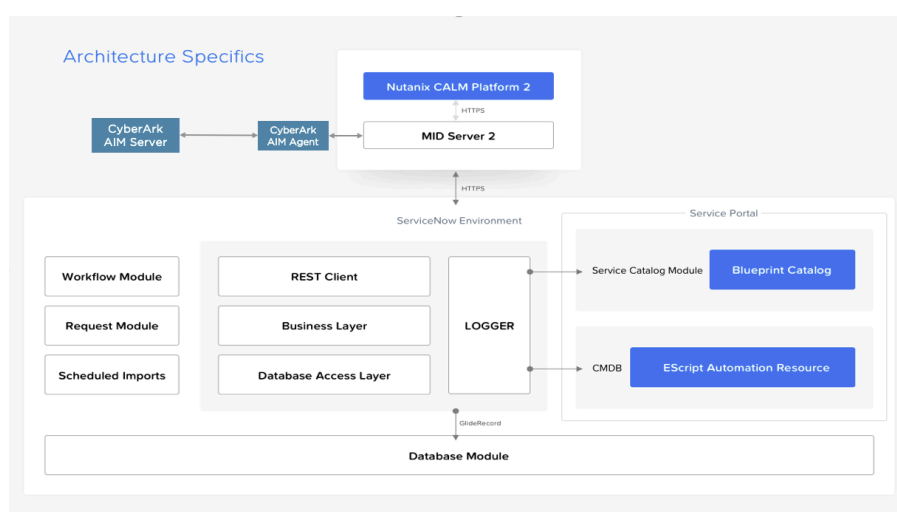 Architecture Specifics
Nutanix CALM Platform 2
HTTPS
CyberArk
AIM Server
CyberArk
AIM Agent
MID Server 2
HTTPS
ServiceNow Environment
Service Portal
Workflow Module
REST Client
Service Catalog Module
Blueprint Catalog
Request Module
Business Layer
LOGGER
Scheduled Imports
Database Access Layer
CMDB
EScript Automation Resource
GlideRecord
Database Module